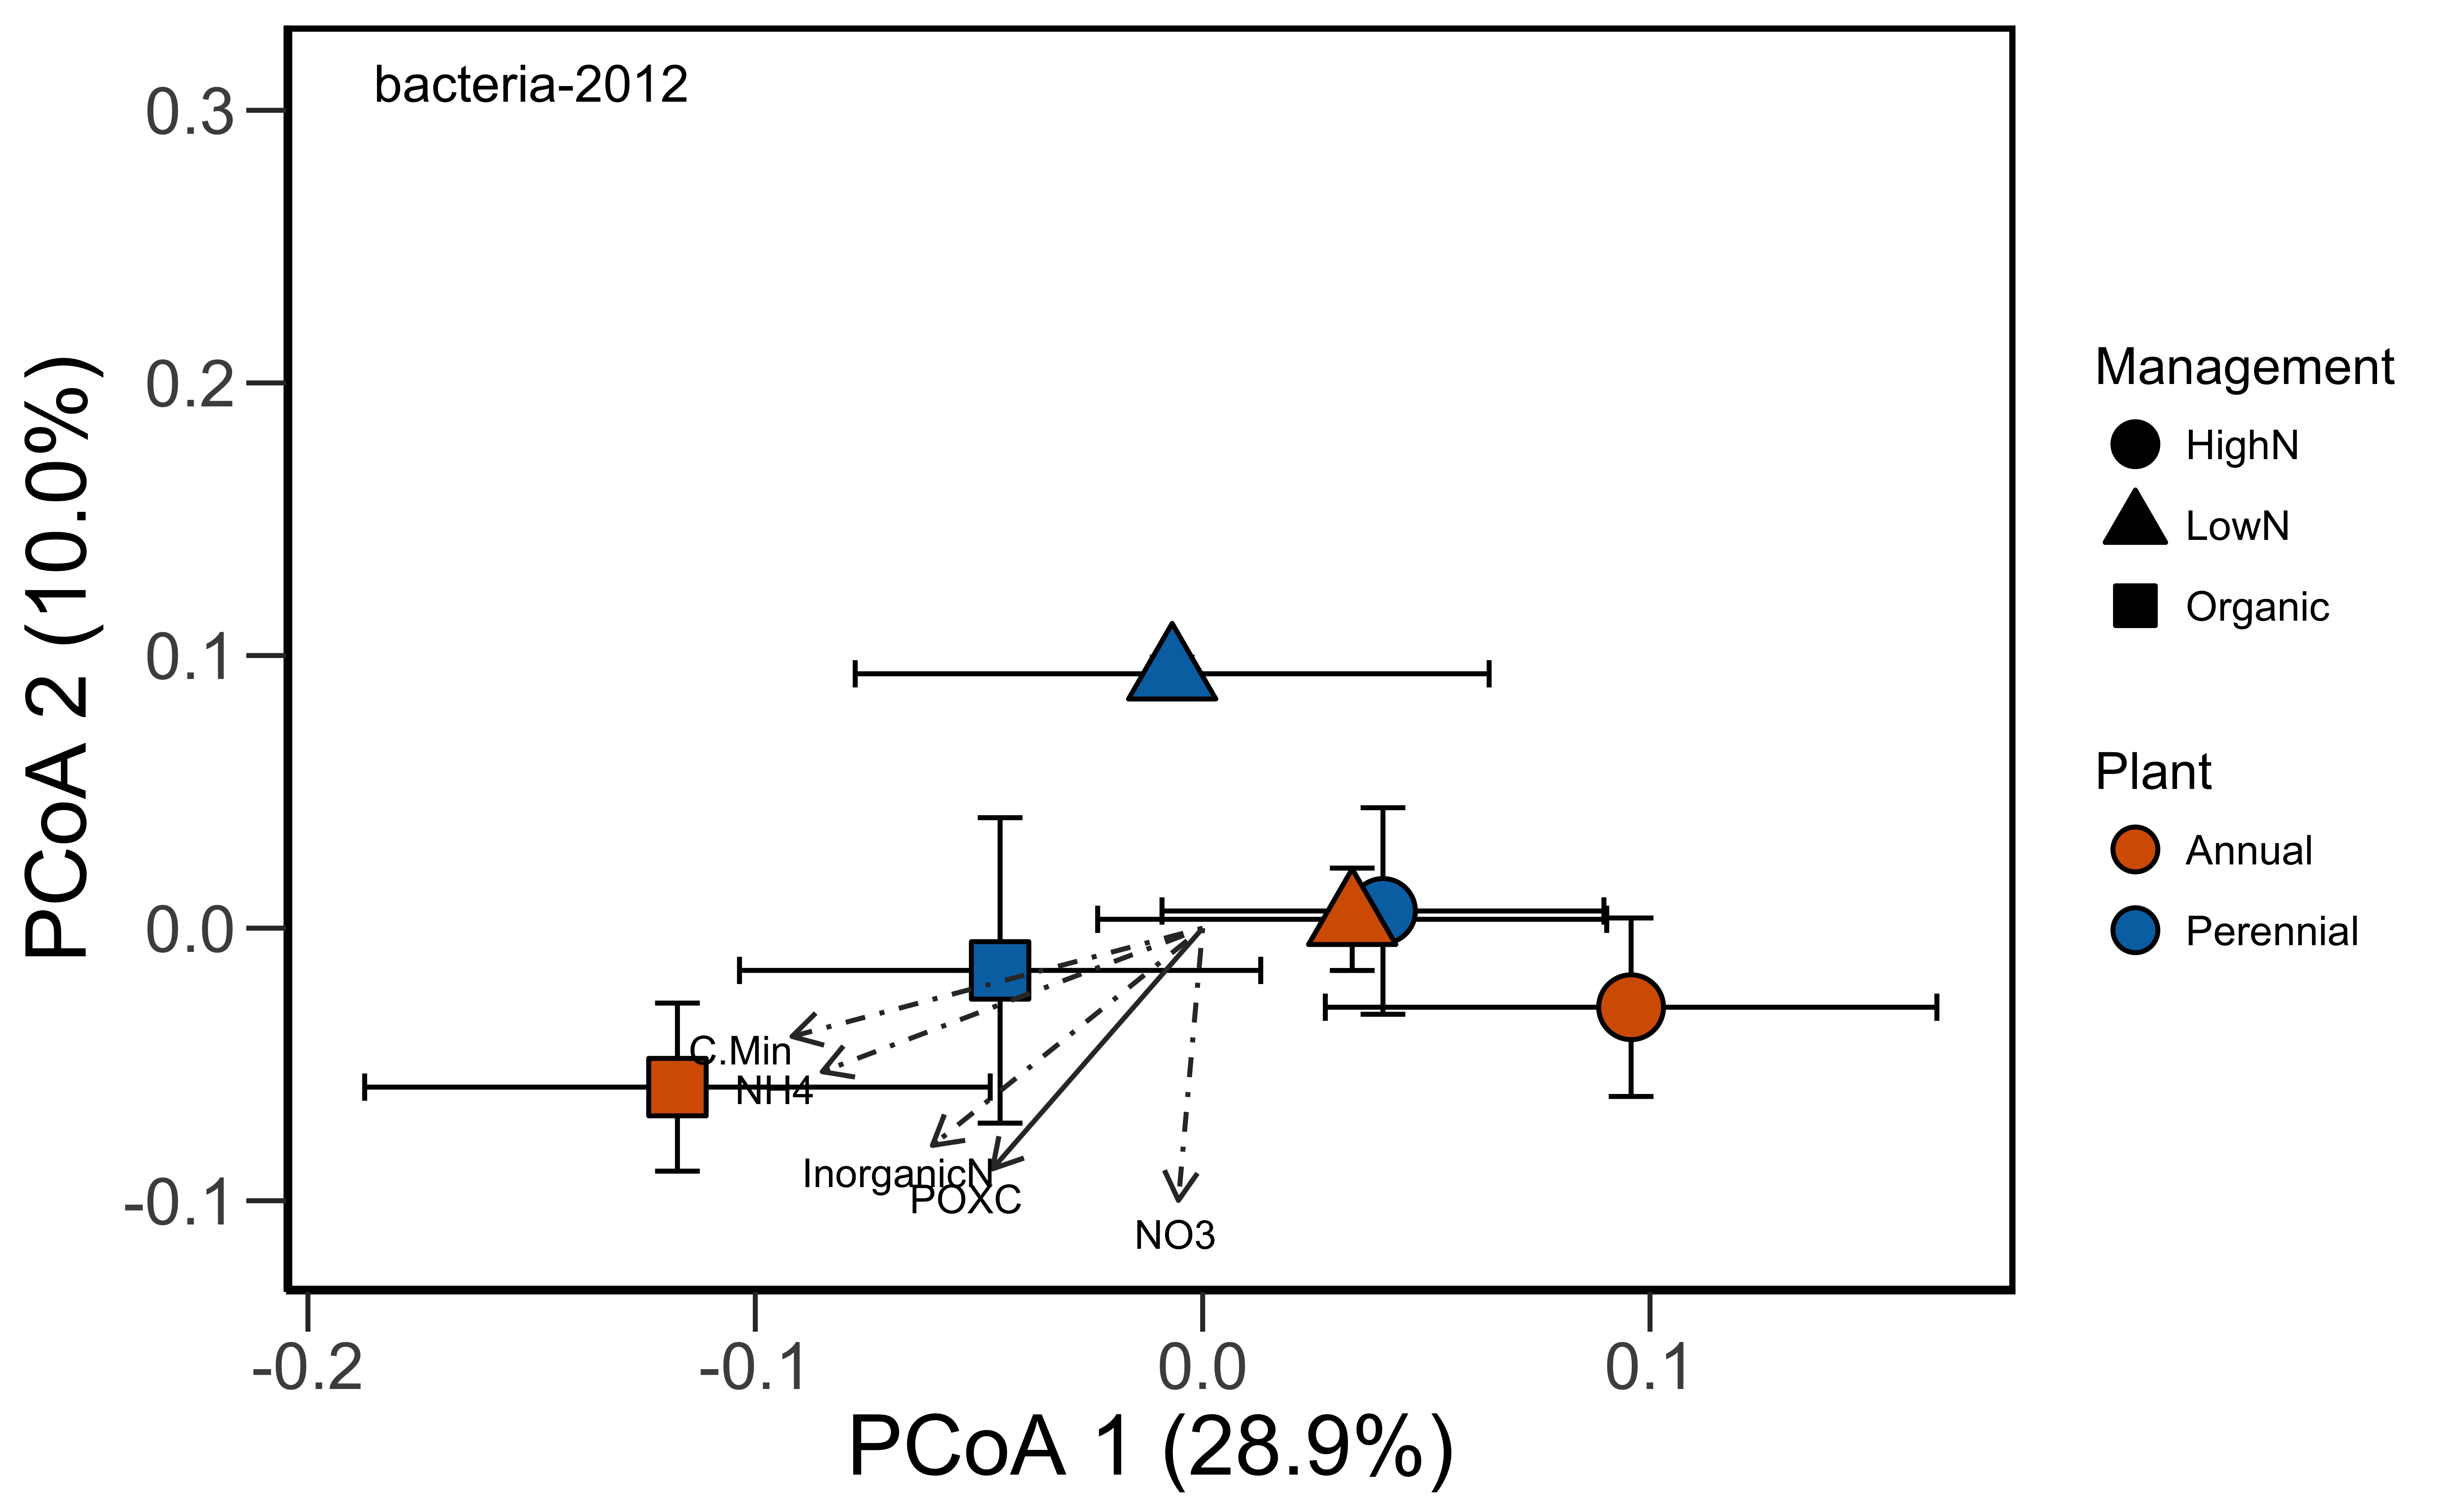 bacteria-2012
0.3
0.2
0.1
0.0
-0.1
PCoA 2 (10.0%)
C.Min
NH4
InorganicN
POXC
NO3
-0.2
-0.1
0.0
0.1
PCoA 1 (28.9%)
Management
HighN
LowN
Organic
Plant
Annual
Perennial